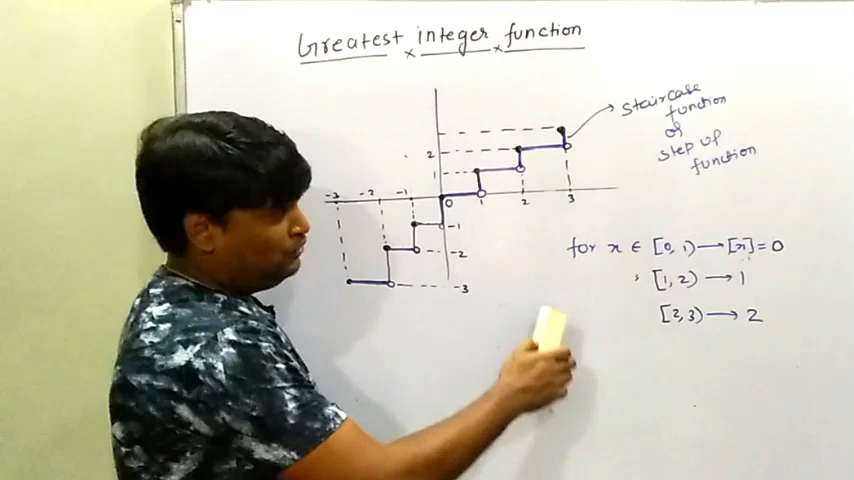 Greatest integer function
staircase
function
or
step up
function
2
1
-3 -2 -1 0 1 2 3
-1
-2
-3
for x ∈ [0, 1) → [x] = 0
[1, 2) → 1
[2, 3) → 2